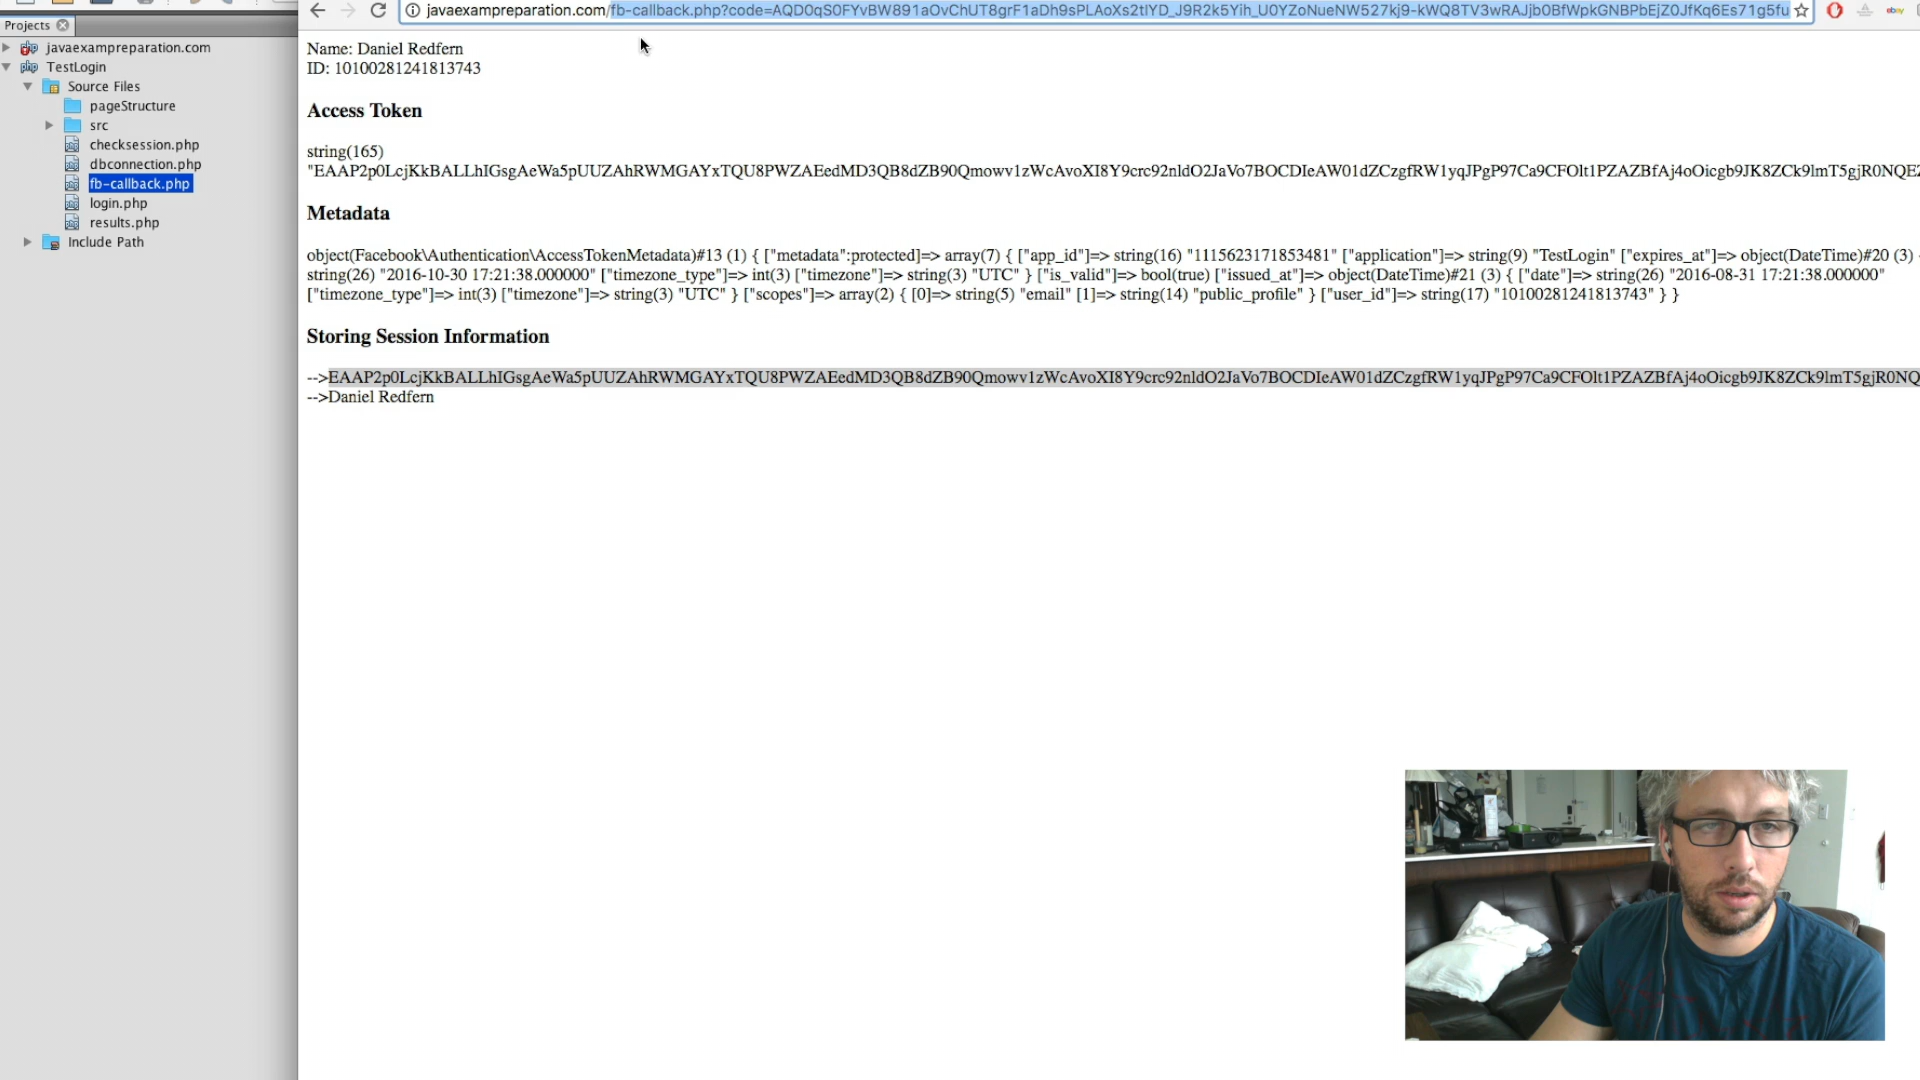 Projects
javaexampreparation.com
TestLogin
Source Files
pageStructure
src
checksession.php
dbconnection.php
fb-callback.php
login.php
results.php
Include Path
javaexampreparation.com/fb-callback.php?code=AQD0qS0FYvBW891aOvChUT8grF1aDh9sPLAoXs2tIYD_J9R2k5Yih_U0YZoNueNW527kj9-kWQ8TV3wRAJjb0BfWpkGNBPbEjZ0JfKq6Es71g5fu
ebay
Name: Daniel Redfern
ID: 10100281241813743
Access Token
string(165)
"EAAP2p0LcjKkBALLhIGsgAeWa5pUUZAhRWMGAYxTQU8PWZAEedMD3QB8dZB90Qmowv1zWcAvoXI8Y9crc92nldO2JaVo7BOCDIeAW01dZCzgfRW1yqJPgP97Ca9CFOlt1PZAZBfAj4oOicgb9JK8ZCk9lmT5gjR0NQEZ
Metadata
object(Facebook\Authentication\AccessTokenMetadata)#13 (1) { ["metadata":protected]=> array(7) { ["app_id"]=> string(16) "1115623171853481" ["application"]=> string(9) "TestLogin" ["expires_at"]=> object(DateTime)#20 (3)
string(26) "2016-10-30 17:21:38.000000" ["timezone_type"]=> int(3) ["timezone"]=> string(3) "UTC" } ["is_valid"]=> bool(true) ["issued_at"]=> object(DateTime)#21 (3) { ["date"]=> string(26) "2016-08-31 17:21:38.000000"
["timezone_type"]=> int(3) ["timezone"]=> string(3) "UTC" } ["scopes"]=> array(2) { [0]=> string(5) "email" [1]=> string(14) "public_profile" } ["user_id"]=> string(17) "10100281241813743" } }
Storing Session Information
-->EAAP2p0LcjKkBALLhIGsgAeWa5pUUZAhRWMGAYxTQU8PWZAEedMD3QB8dZB90Qmowv1zWcAvoXI8Y9crc92nldO2JaVo7BOCDIeAW01dZCzgfRW1yqJPgP97Ca9CFOlt1PZAZBfAj4oOicgb9JK8ZCk9lmT5gjR0NQ
-->Daniel Redfern